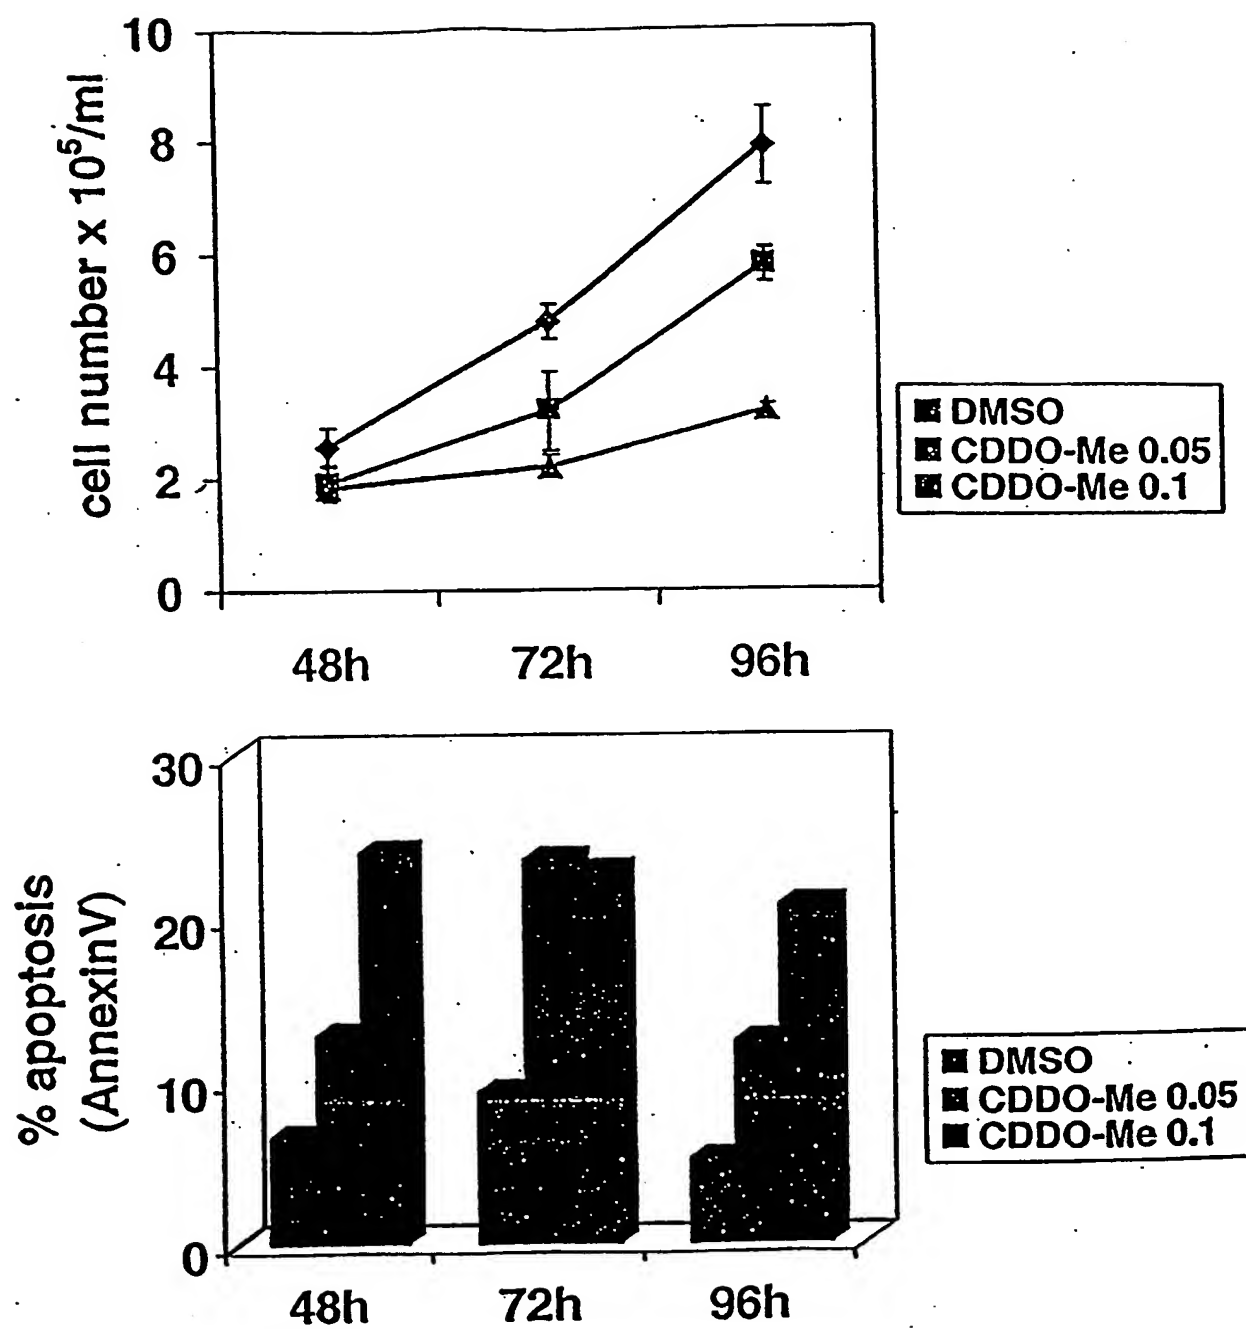 10
8
6
4
2
0
cell number x 10⁵/ml
48h 72h 96h
DMSO
CDDO-Me 0.05
CDDO-Me 0.1
30
20
10
0
% apoptosis
(AnnexinV)
48h 72h 96h
DMSO
CDDO-Me 0.05
CDDO-Me 0.1